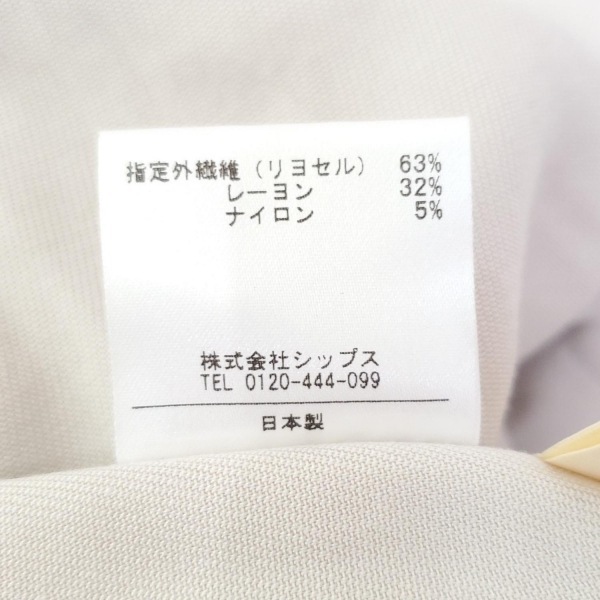 指定外繊維(リヨセル) 63%
レーヨン 32%
ナイロン 5%
株式会社シップス
TEL 0120-444-099
日本製